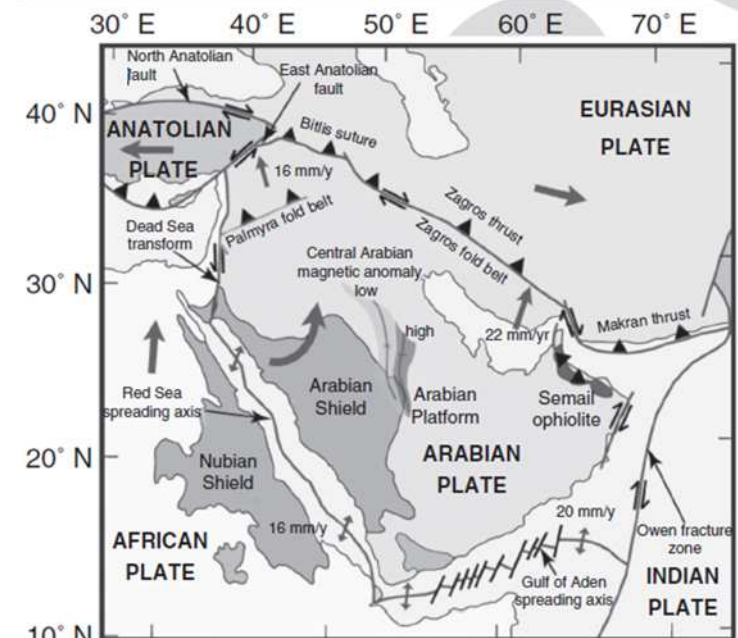 30° E
40° E
50° E
60° E
70° E
North Anatolian
fault
East Anatolian
fault
40° N
ANATOLIAN
PLATE
Bitlis suture
EURASIAN
PLATE
16 mm/y
Dead Sea
transform
Palmyra fold belt
Zagros thrust
Zagros fold belt
Central Arabian
magnetic anomaly
low
high
30° N
22 mm/yr
Makran thrust
Red Sea
spreading axis
Arabian
Shield
Arabian
Platform
Semail
ophiolite
20° N
Nubian
Shield
ARABIAN
PLATE
16 mm/y
20 mm/y
AFRICAN
PLATE
Owen fracture
zone
Gulf of Aden
spreading axis
INDIAN
PLATE
10° N